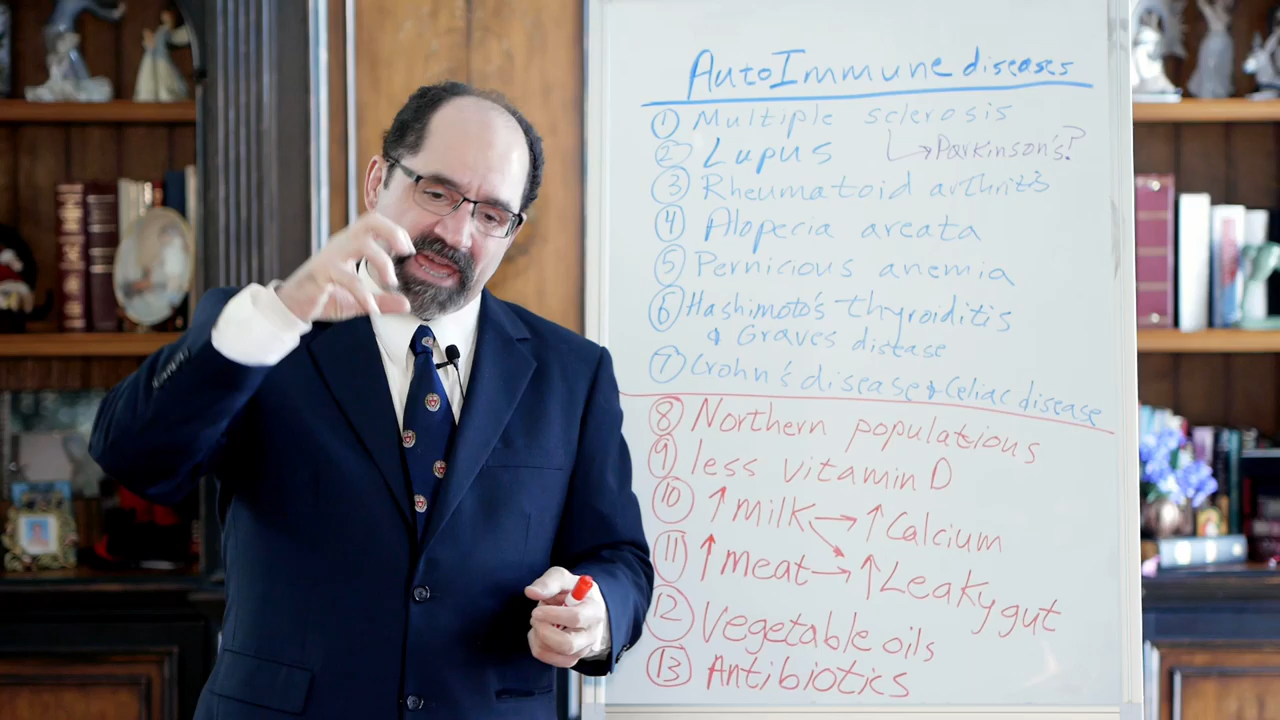 AutoImmune diseases
① Multiple sclerosis
② Lupus ↳Parkinson's?
③ Rheumatoid arthritis
④ Alopecia areata
⑤ Pernicious anemia
⑥ Hashimoto's thyroiditis
& Graves disease
⑦ Crohn's disease & Celiac disease
⑧ Northern populations
⑨ less vitamin D
⑩ ↑milk → ↑Calcium
⑪ ↑meat → ↑Leaky gut
⑫ Vegetable oils
⑬ Antibiotics